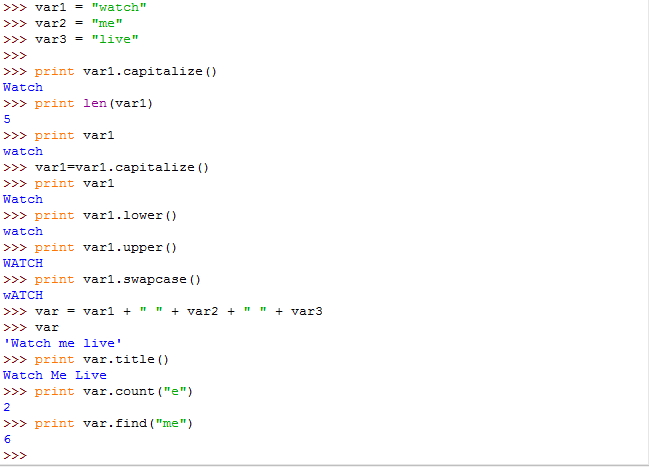 >>> var1 = "watch"
>>> var2 = "me"
>>> var3 = "live"
>>>
>>> print var1.capitalize()
Watch
>>> print len(var1)
5
>>> print var1
watch
>>> var1=var1.capitalize()
>>> print var1
Watch
>>> print var1.lower()
watch
>>> print var1.upper()
WATCH
>>> print var1.swapcase()
wATCH
>>> var = var1 + " " + var2 + " " + var3
>>> var
'Watch me live'
>>> print var.title()
Watch Me Live
>>> print var.count("e")
2
>>> print var.find("me")
6
>>>